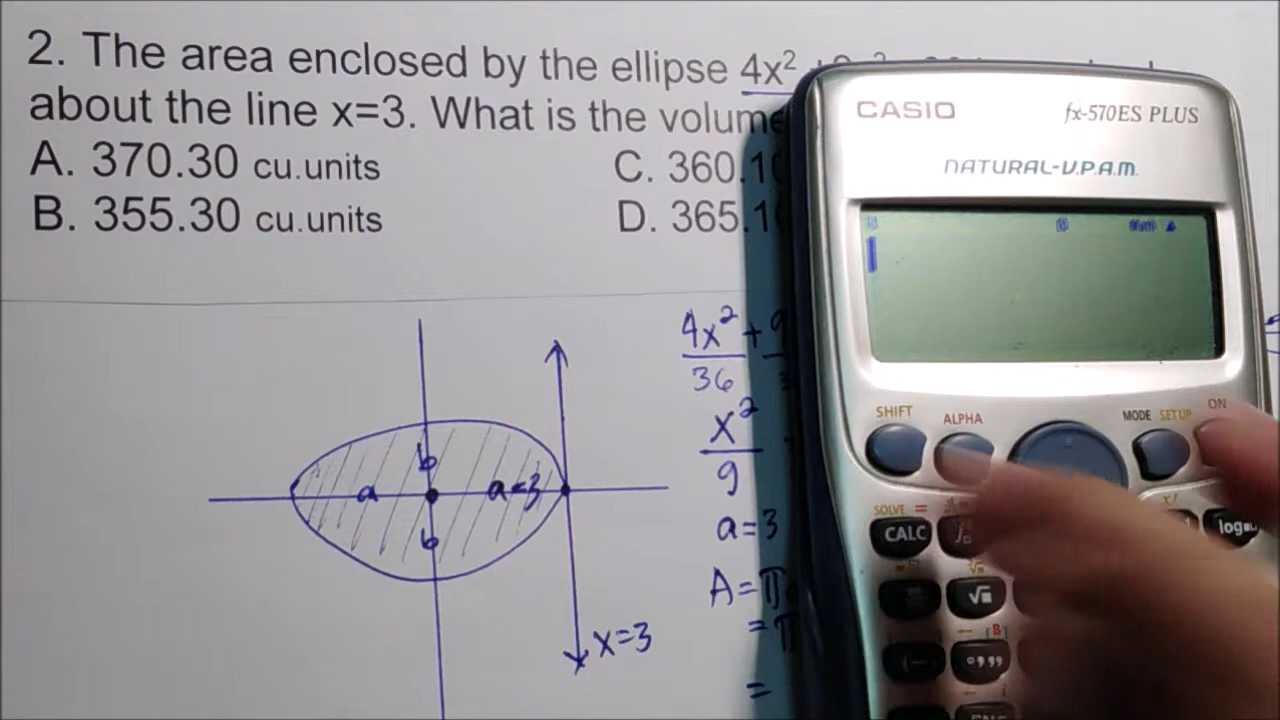 2. The area enclosed by the ellipse 4x²
about the line x=3. What is the volume
A. 370.30 cu.units
C. 360.1
B. 355.30 cu.units
D. 365.1
CASIO
fx-570ES PLUS
NATURAL-V.P.A.M.
Math
4x² +
36
x²
9
a=3
A=π
=π
=
b
a
a=3
b
x=3
SHIFT
ALPHA
MODE SETUP
ON
SOLVE =
CALC
x!
log
√
[B]